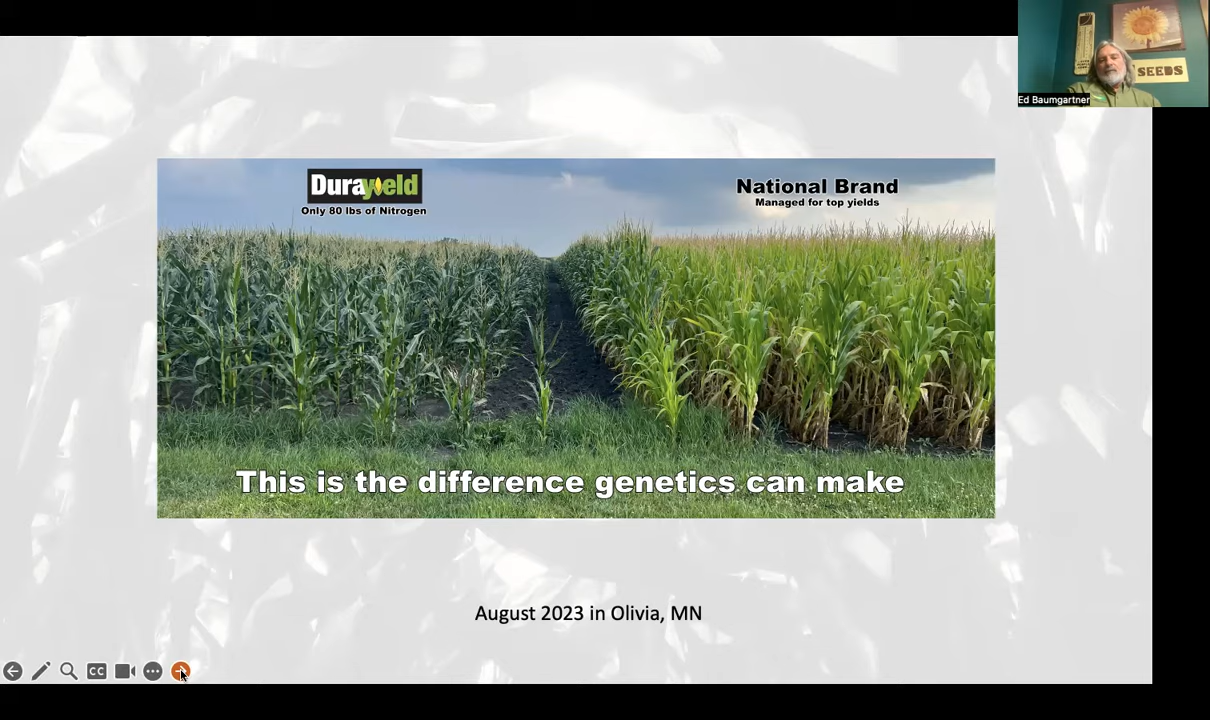 Durayield
Only 80 lbs of Nitrogen
National Brand
Managed for top yields
This is the difference genetics can make
August 2023 in Olivia, MN
Ed Baumgartner
SEEDS
CC